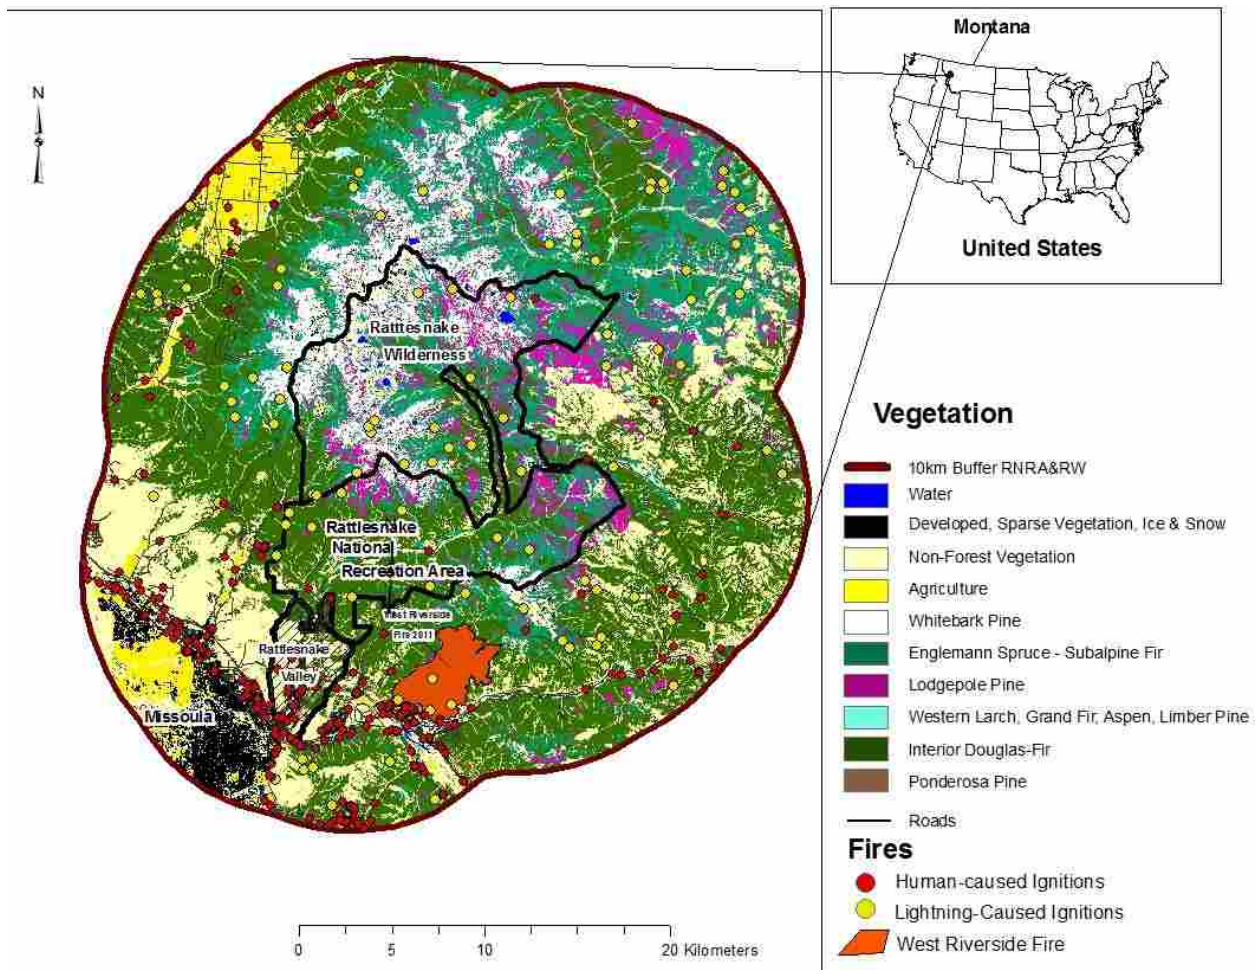 Montana
United States
N
Ratttesnake
Wilderness
Rattlesnake
National
Recreation Area
West Riverside
Fire 2011
Rattlesnake
Valley
Missoula
0 5 10 20 Kilometers
Vegetation
10km Buffer RNRA&RW
Water
Developed, Sparse Vegetation, Ice & Snow
Non-Forest Vegetation
Agriculture
Whitebark Pine
Englemann Spruce - Subalpine Fir
Lodgepole Pine
Western Larch, Grand Fir, Aspen, Limber Pine
Interior Douglas-Fir
Ponderosa Pine
Roads
Fires
Human-caused Ignitions
Lightning-Caused Ignitions
West Riverside Fire